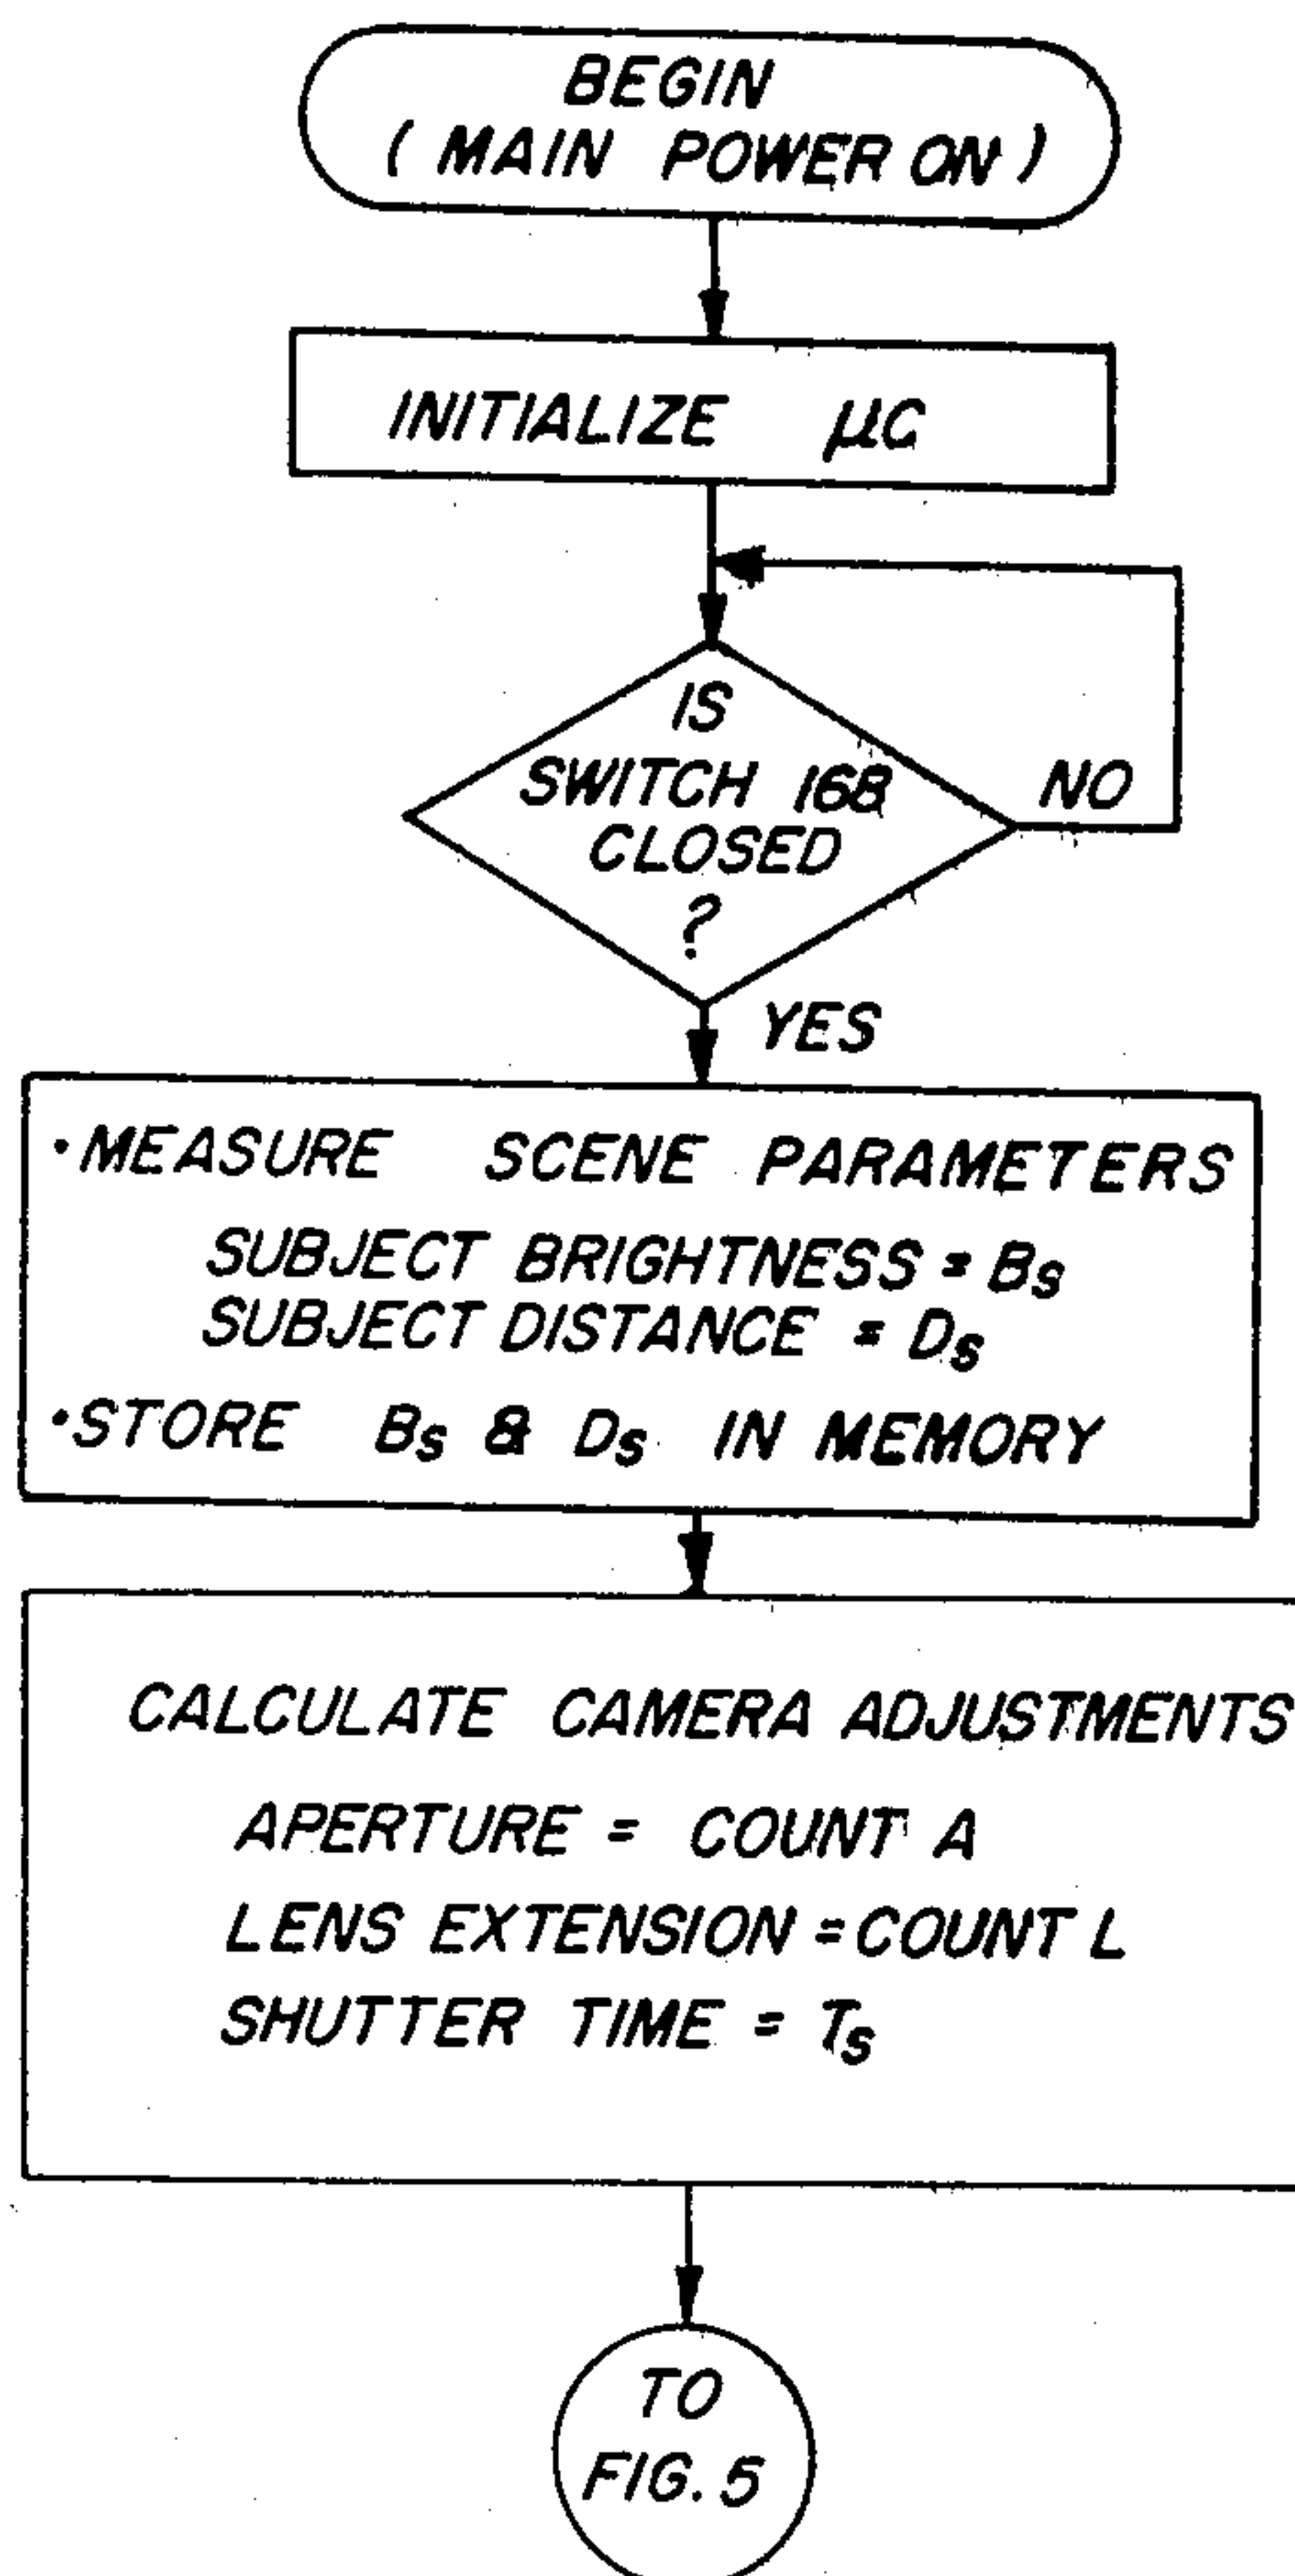 BEGIN
( MAIN POWER ON )
INITIALIZE μC
IS
SWITCH 168
CLOSED
?
NO
YES
•MEASURE SCENE PARAMETERS
SUBJECT BRIGHTNESS = Bs
SUBJECT DISTANCE = Ds
•STORE Bs & Ds IN MEMORY
CALCULATE CAMERA ADJUSTMENTS
APERTURE = COUNT A
LENS EXTENSION = COUNT L
SHUTTER TIME = Ts
TO
FIG. 5